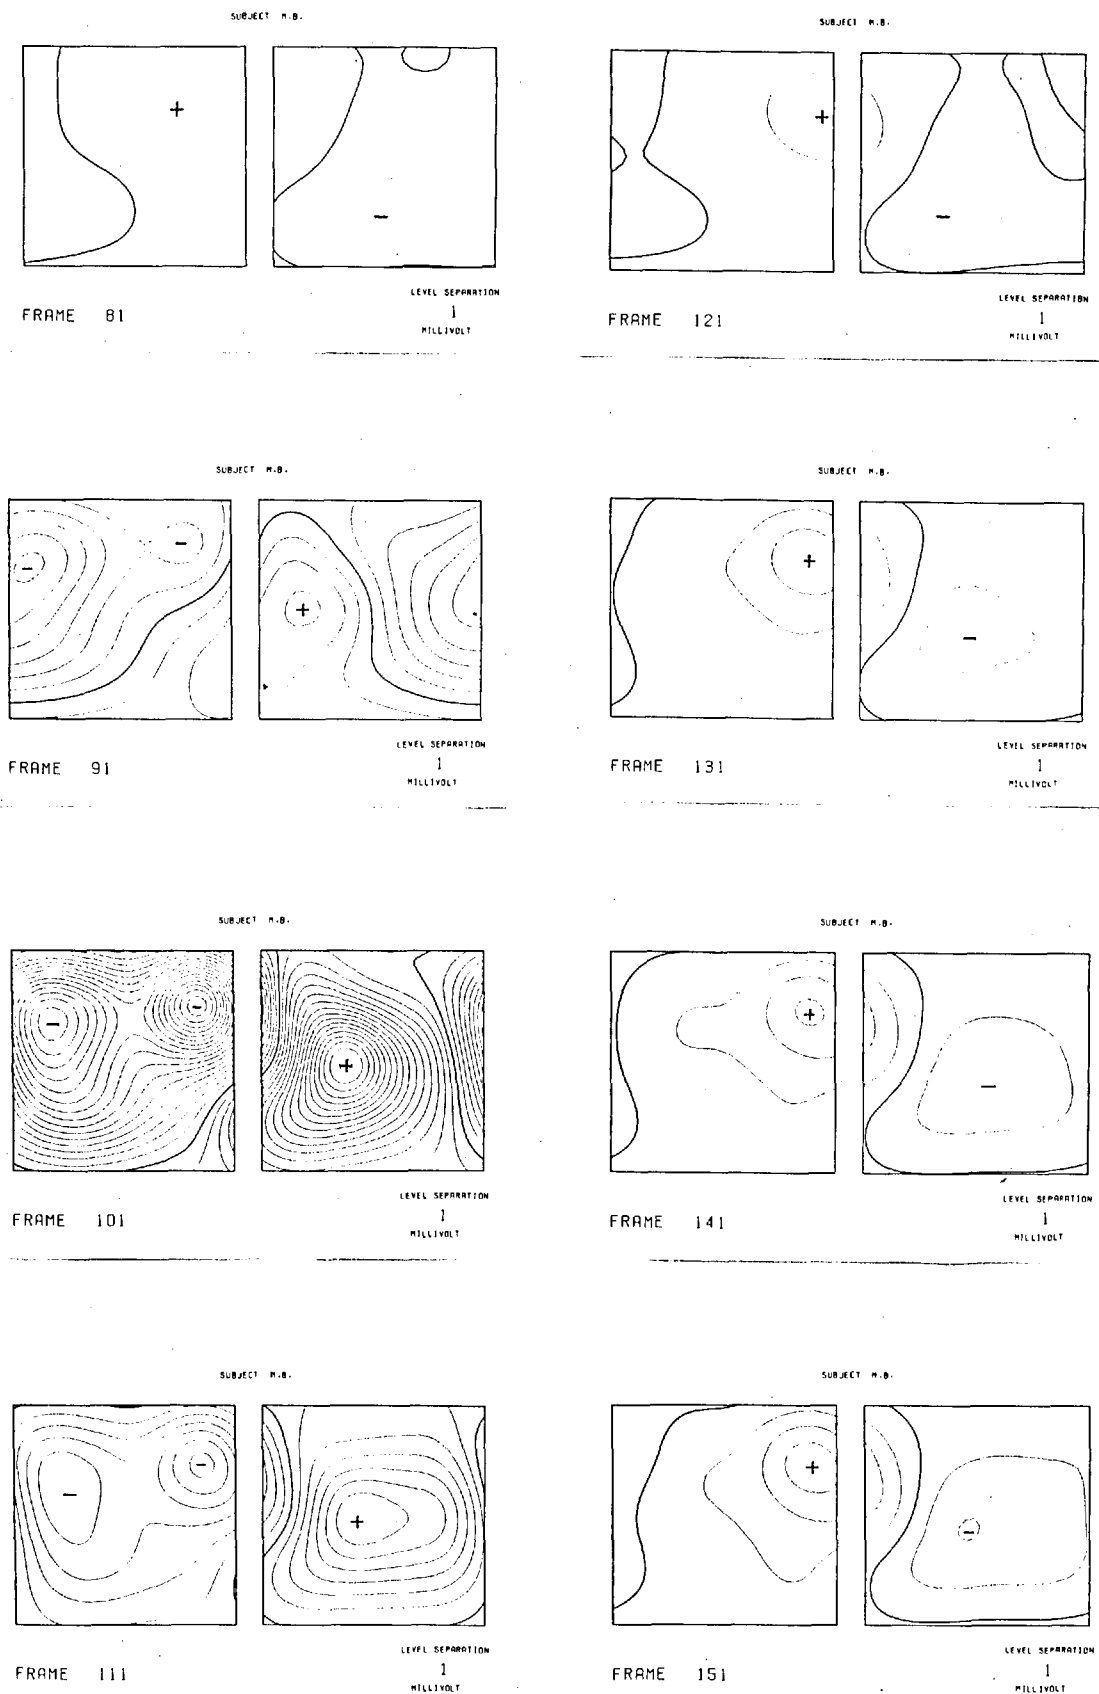 SUBJECT M.B.
+
−
FRAME 81
LEVEL SEPARATION
1
MILLIVOLT
SUBJECT M.B.
+
−
FRAME 121
LEVEL SEPARATION
1
MILLIVOLT
SUBJECT M.B.
− −
+
FRAME 91
LEVEL SEPARATION
1
MILLIVOLT
SUBJECT M.B.
+
−
FRAME 131
LEVEL SEPARATION
1
MILLIVOLT
SUBJECT M.B.
− −
+
FRAME 101
LEVEL SEPARATION
1
MILLIVOLT
SUBJECT M.B.
+
−
FRAME 141
LEVEL SEPARATION
1
MILLIVOLT
SUBJECT M.B.
− −
+
FRAME 111
LEVEL SEPARATION
1
MILLIVOLT
SUBJECT M.B.
+
−
FRAME 151
LEVEL SEPARATION
1
MILLIVOLT